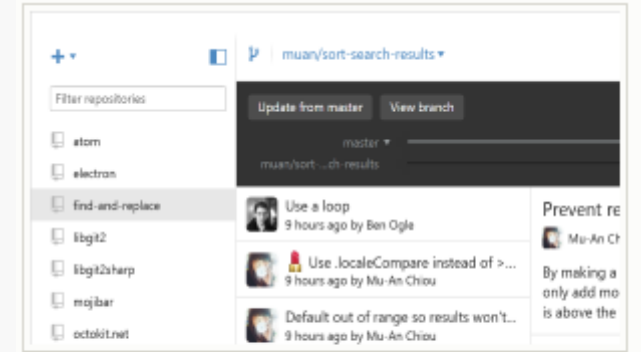 muan/sort-search-results
Filter repositories
Update from master
View branch
atom
master
electron
muan/sort-...ch-results
find-and-replace
Use a loop
9 hours ago by Ben Ogle
Prevent re
libgit2
Mu-An Ch
libgit2sharp
Use .localeCompare instead of >...
9 hours ago by Mu-An Chiou
By making a
only add mo
is above the
mojibar
Default out of range so results won't...
9 hours ago by Mu-An Chiou
octokit.net